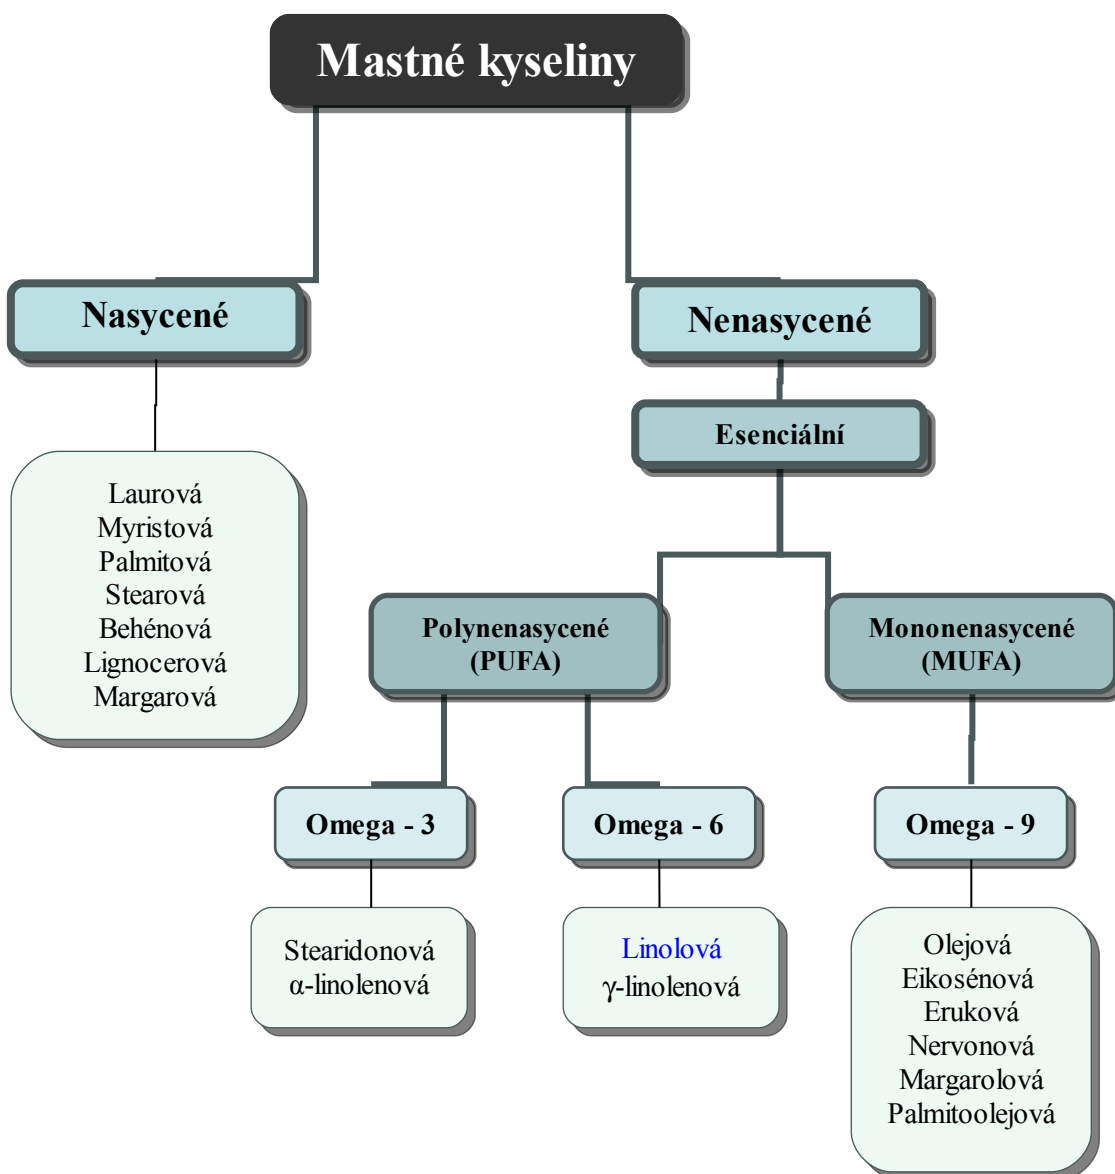 Mastné kyseliny
Nasycené
Nenasycené
Esenciální
Laurová
Myristová
Palmitová
Stearová
Behénová
Lignocerová
Margarová
Polynenasycené
(PUFA)
Mononenasycené
(MUFA)
Omega - 3
Omega - 6
Omega - 9
Stearidonová
α-linolenová
Linolová
γ-linolenová
Olejová
Eikosénová
Eruková
Nervonová
Margarolová
Palmitoolejová